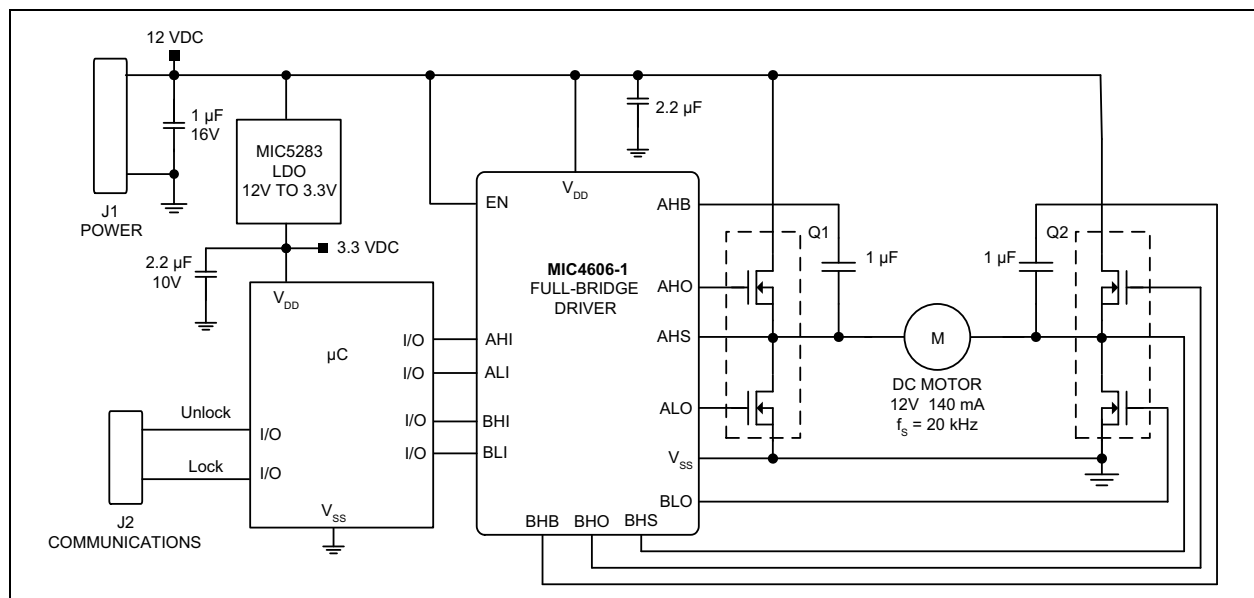 12 VDC
1 µF
16V
J1
POWER
MIC5283
LDO
12V TO 3.3V
3.3 VDC
2.2 µF
10V
2.2 µF
V_DD
EN
AHB
MIC4606-1
FULL-BRIDGE
DRIVER
AHO
AHS
ALO
V_SS
BLO
AHI
ALI
BHI
BLI
BHB
BHO
BHS
V_DD
µC
I/O
I/O
I/O
I/O
I/O
I/O
V_SS
Unlock
Lock
J2
COMMUNICATIONS
Q1
1 µF
1 µF
Q2
M
DC MOTOR
12V 140 mA
f_S = 20 kHz